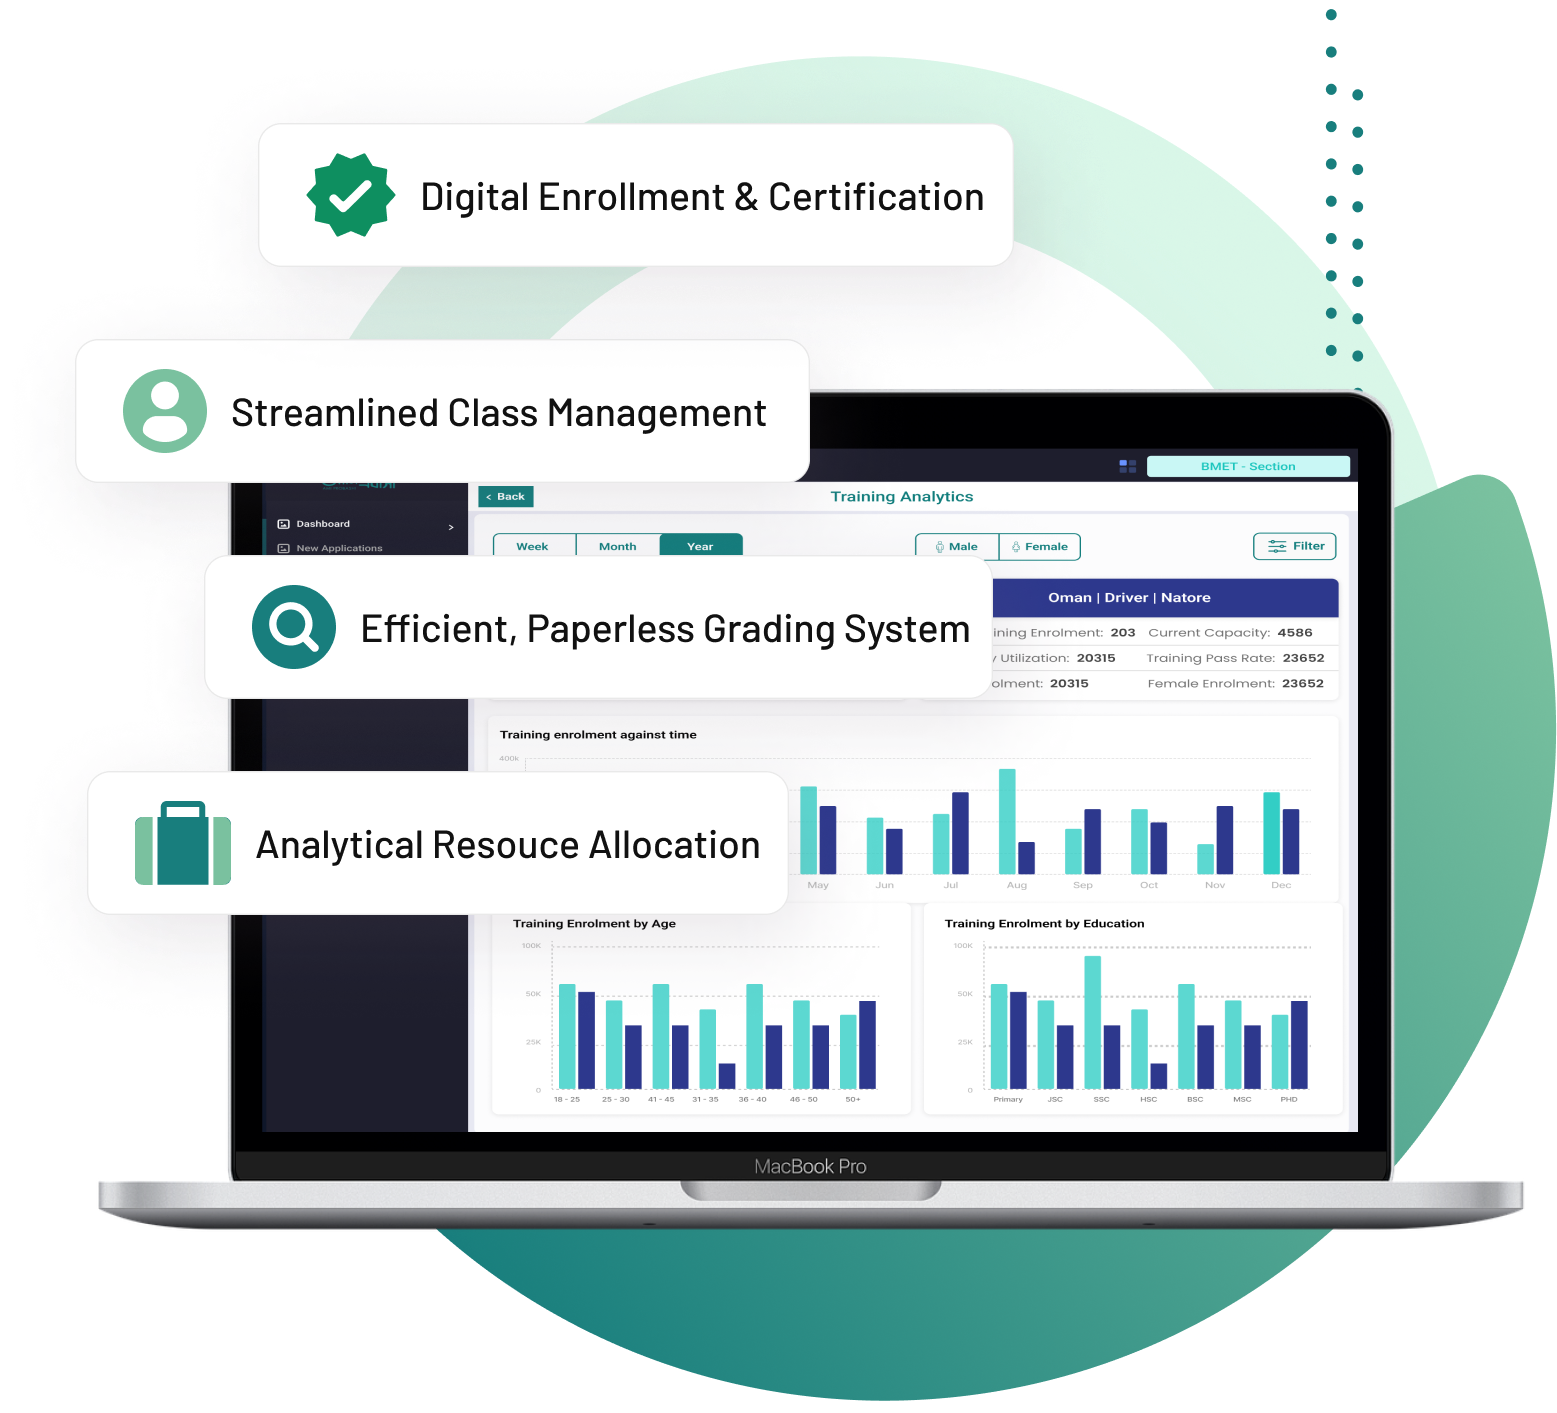 Digital Enrollment & Certification
Streamlined Class Management
BMET - Section
< Back
Training Analytics
Dashboard >
New Applications
Week Month Year
Male Female
Filter
Efficient, Paperless Grading System
Oman | Driver | Natore
Enrolment: 203 Current Capacity: 4586
Utilization: 20315 Training Pass Rate: 23652
20315 Female Enrolment: 23652
Training enrolment against time
400k
Analytical Resouce Allocation
May Jun Jul Aug Sep Oct Nov Dec
Training Enrolment by Age
100K
50K
25K
0
18 - 25 25 - 30 41 - 45 31 - 35 36 - 40 46 - 50 50+
Training Enrolment by Education
100K
50K
25K
0
Primary JSC SSC HSC BSC MSC PHD
MacBook Pro